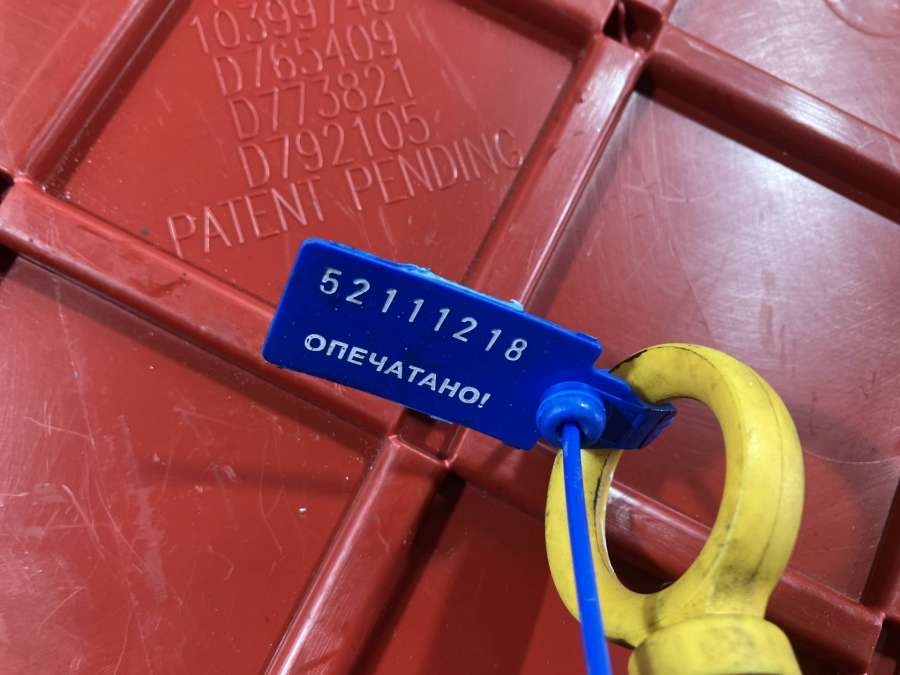 D765409
D773821
D792105
PATENT PENDING
52111218
ОПЕЧАТАНО!